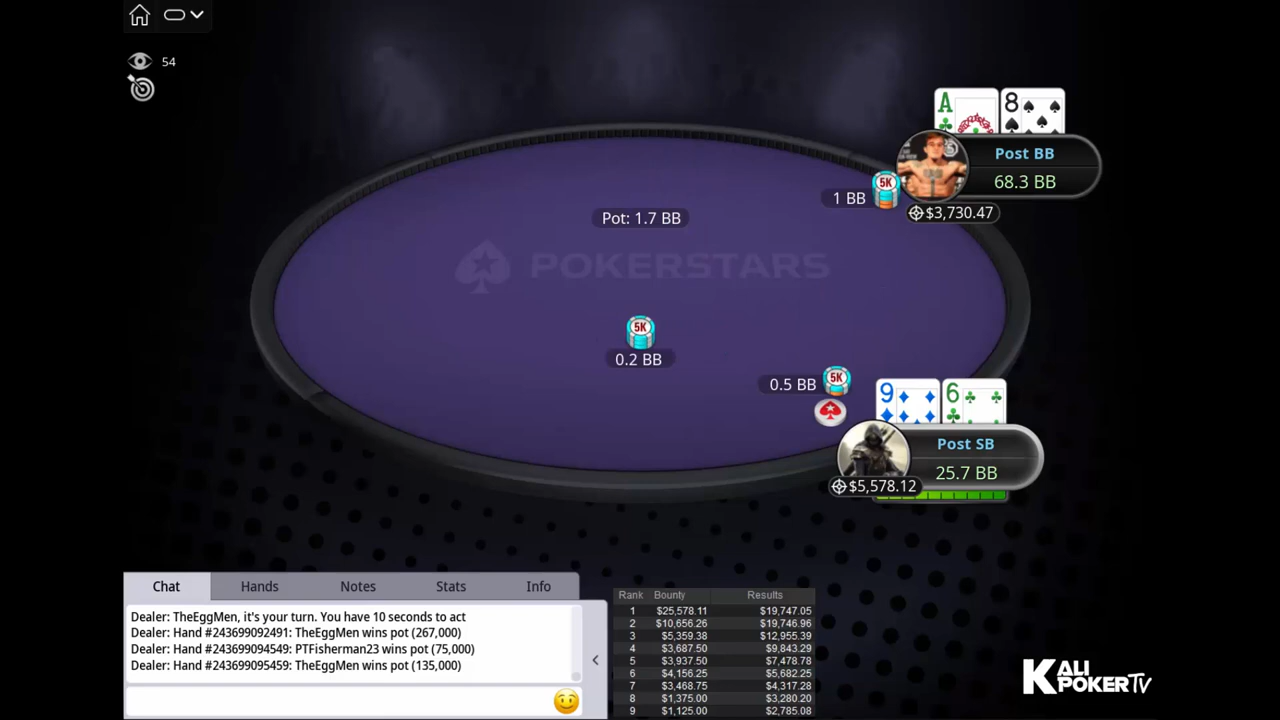 54
A 8
Post BB
68.3 BB
5K
1 BB
$3,730.47
Pot: 1.7 BB
POKERSTARS
5K
0.2 BB
5K
0.5 BB
9 6
Post SB
25.7 BB
$5,578.12
Chat Hands Notes Stats Info
Dealer: TheEggMen, it's your turn. You have 10 seconds to act
Dealer: Hand #243699092491: TheEggMen wins pot (267,000)
Dealer: Hand #243699094549: PTFisherman23 wins pot (75,000)
Dealer: Hand #243699095459: TheEggMen wins pot (135,000)
Rank Bounty Results
1 $25,578.11 $19,747.05
2 $10,656.26 $19,746.96
3 $5,359.38 $12,955.39
4 $3,687.50 $9,843.29
5 $3,937.50 $7,478.78
6 $4,156.25 $5,682.25
7 $3,468.75 $4,317.28
8 $1,375.00 $3,280.20
9 $1,125.00 $2,785.08
KALI
POKERTV